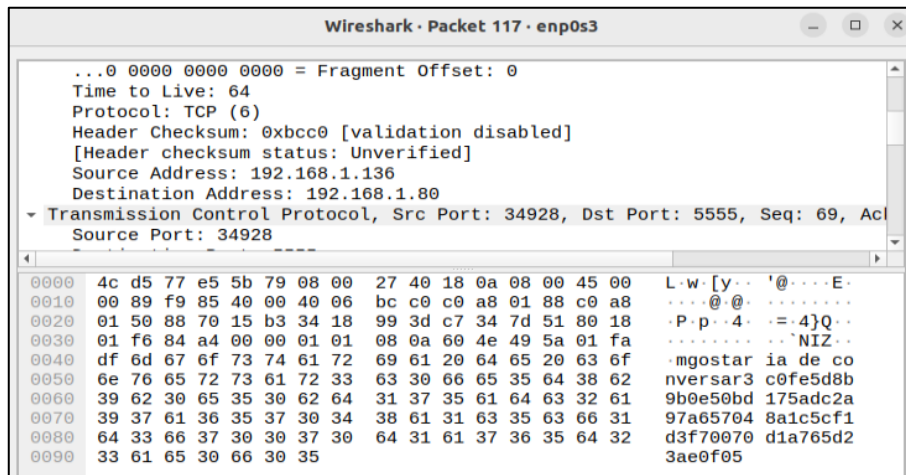 Wireshark · Packet 117 · enp0s3
...0 0000 0000 0000 = Fragment Offset: 0
Time to Live: 64
Protocol: TCP (6)
Header Checksum: 0xbcc0 [validation disabled]
[Header checksum status: Unverified]
Source Address: 192.168.1.136
Destination Address: 192.168.1.80
Transmission Control Protocol, Src Port: 34928, Dst Port: 5555, Seq: 69, Acl
Source Port: 34928
0000 4c d5 77 e5 5b 79 08 00 27 40 18 0a 08 00 45 00 L·w·[y·· '@····E·
0010 00 89 f9 85 40 00 40 06 bc c0 c0 a8 01 88 c0 a8 ····@·@· ········
0020 01 50 88 70 15 b3 34 18 99 3d c7 34 7d 51 80 18 ·P·p··4· ·=·4}Q··
0030 01 f6 84 a4 00 00 01 01 08 0a 60 4e 49 5a 01 fa ········ ··`NIZ··
0040 df 6d 67 6f 73 74 61 72 69 61 20 64 65 20 63 6f ·mgostar ia de co
0050 6e 76 65 72 73 61 72 33 63 30 66 65 35 64 38 62 nversar3 c0fe5d8b
0060 39 62 30 65 35 30 62 64 31 37 35 61 64 63 32 61 9b0e50bd 175adc2a
0070 39 37 61 36 35 37 30 34 38 61 31 63 35 63 66 31 97a65704 8a1c5cf1
0080 64 33 66 37 30 30 37 30 64 31 61 37 36 35 64 32 d3f70070 d1a765d2
0090 33 61 65 30 66 30 35 3ae0f05